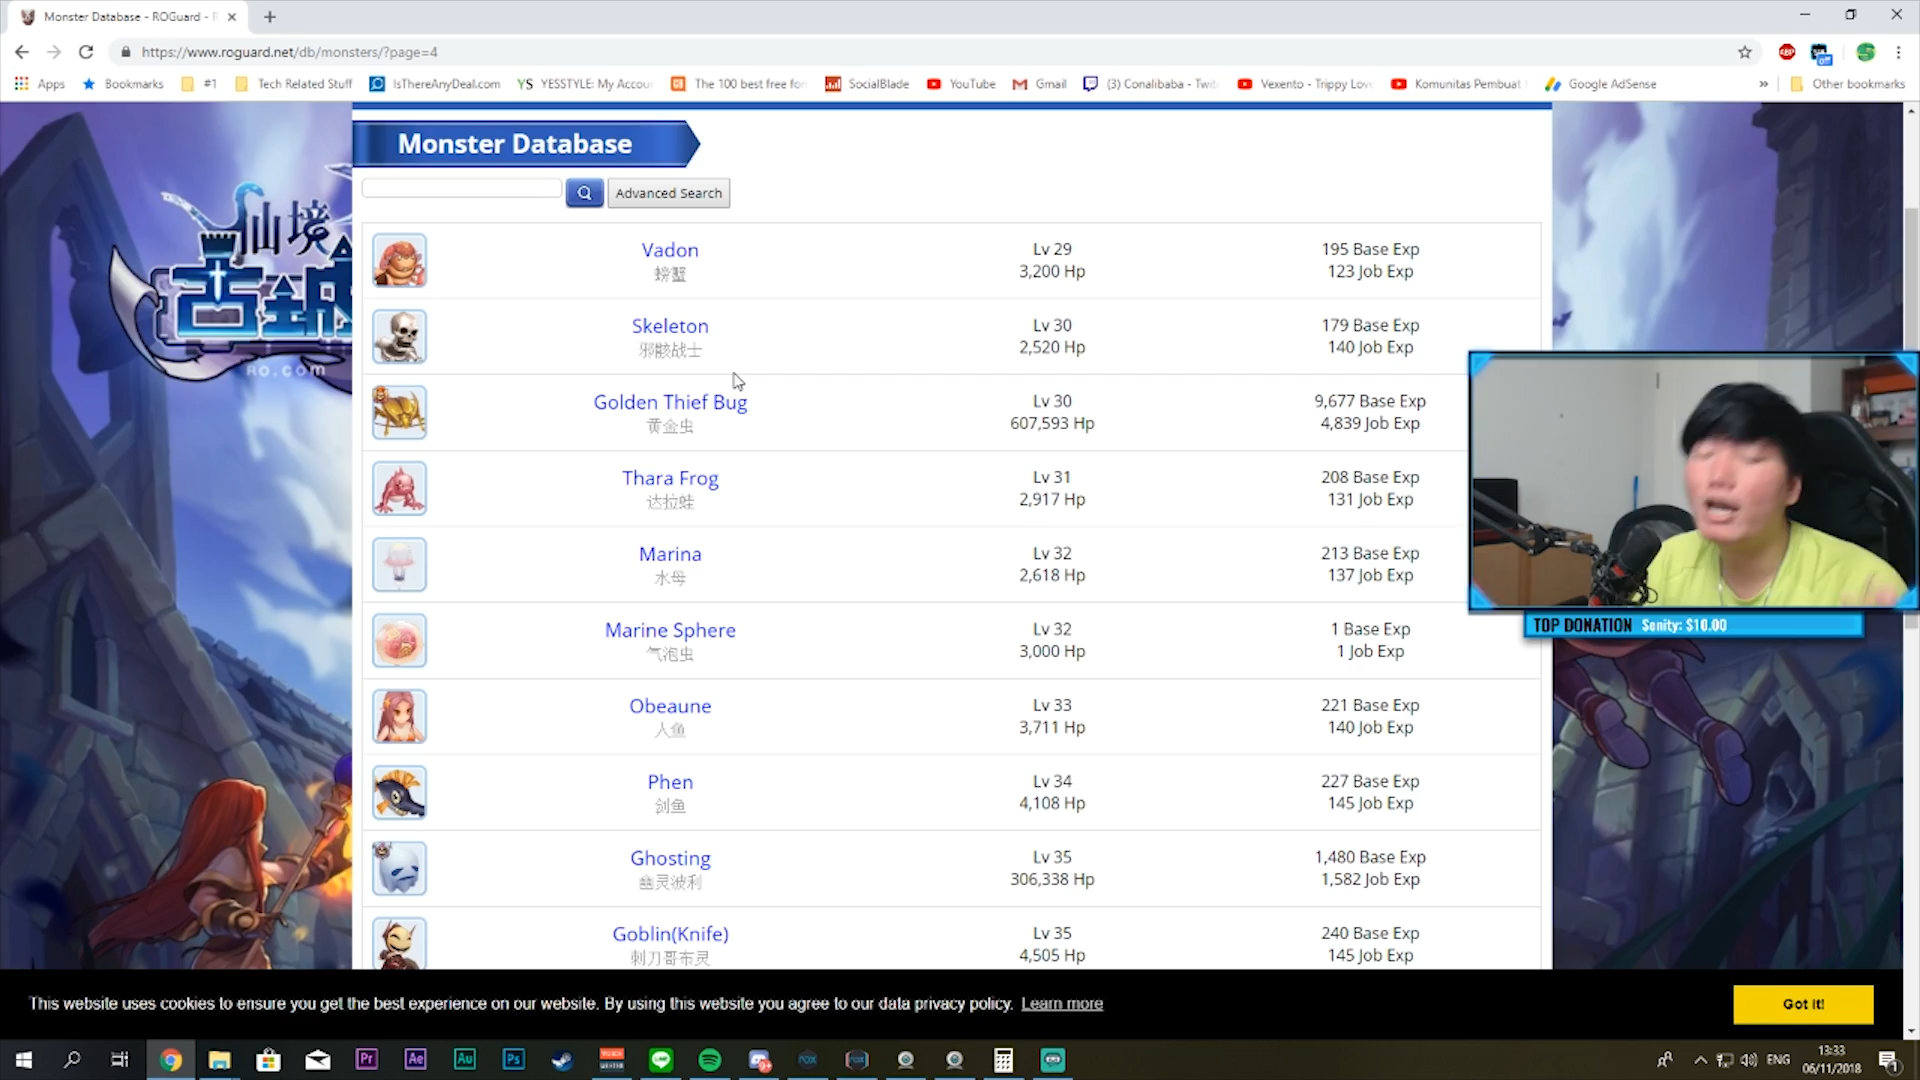 Monster Database - ROGuard - R
https://www.roguard.net/db/monsters/?page=4
Apps
Bookmarks
#1
Tech Related Stuff
IsThereAnyDeal.com
YS YESSTYLE: My Accou
The 100 best free fon
SocialBlade
YouTube
Gmail
(3) Conalibaba - Twit
Vexento - Trippy Lov
Komunitas Pembuat
Google AdSense
»
Other bookmarks
Monster Database
Advanced Search
仙境
RO.COM
Vadon
螃蟹
Lv 29
3,200 Hp
195 Base Exp
123 Job Exp
Skeleton
邪骸战士
Lv 30
2,520 Hp
179 Base Exp
140 Job Exp
Golden Thief Bug
黄金虫
Lv 30
607,593 Hp
9,677 Base Exp
4,839 Job Exp
Thara Frog
达拉蛙
Lv 31
2,917 Hp
208 Base Exp
131 Job Exp
Marina
水母
Lv 32
2,618 Hp
213 Base Exp
137 Job Exp
Marine Sphere
气泡虫
Lv 32
3,000 Hp
1 Base Exp
1 Job Exp
TOP DONATION Senity: $10.00
Obeaune
人鱼
Lv 33
3,711 Hp
221 Base Exp
140 Job Exp
Phen
剑鱼
Lv 34
4,108 Hp
227 Base Exp
145 Job Exp
Ghosting
幽灵波利
Lv 35
306,338 Hp
1,480 Base Exp
1,582 Job Exp
Goblin(Knife)
刺刀哥布灵
Lv 35
4,505 Hp
240 Base Exp
145 Job Exp
This website uses cookies to ensure you get the best experience on our website. By using this website you agree to our data privacy policy. Learn more
Got it!
Pr
Ae
Au
Ps
ENG
13:33
06/11/2018